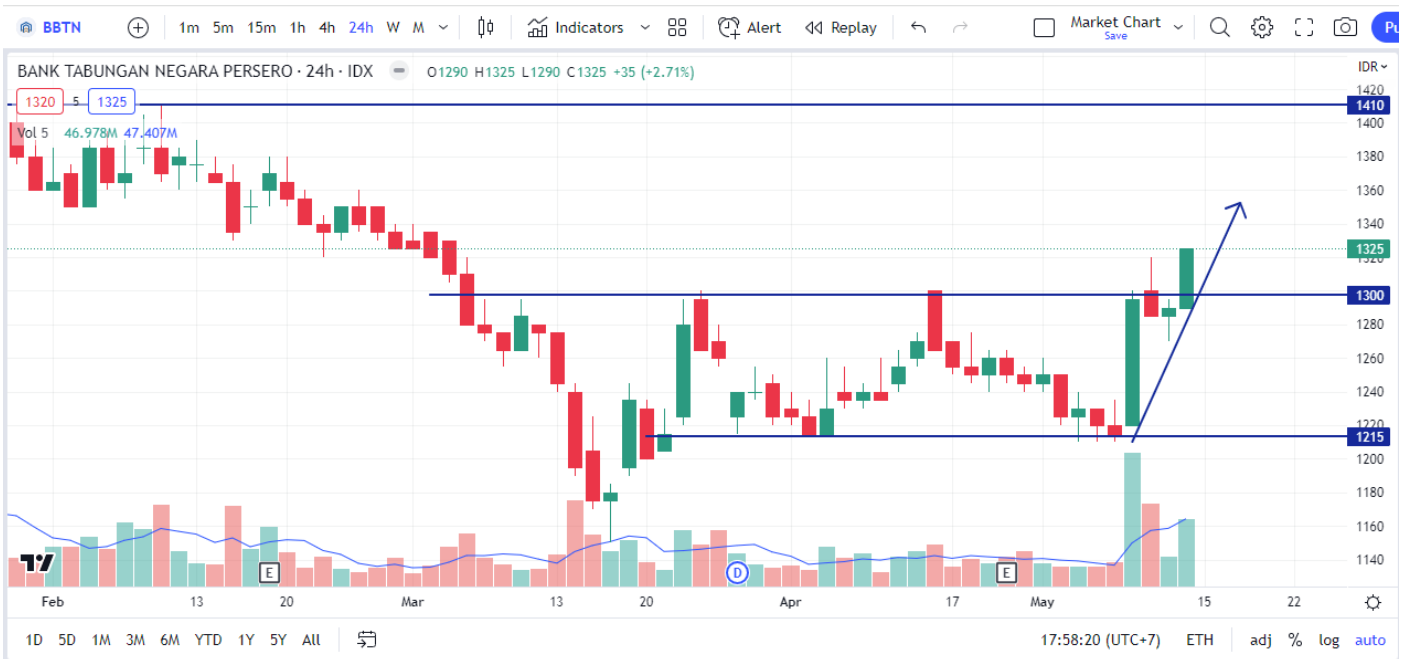 BBTN 1m 5m 15m 1h 4h 24h W M Indicators Alert Replay Market Chart
Save
BANK TABUNGAN NEGARA PERSERO · 24h · IDX O1290 H1325 L1290 C1325 +35 (+2.71%)
IDR
1320 5 1325
Vol 5 46.978M 47.407M
1420
1410
1400
1380
1360
1340
1325
1320
1300
1280
1260
1240
1220
1215
1200
1180
1160
1140
E D E
Feb 13 20 Mar 13 20 Apr 17 May 15 22
1D 5D 1M 3M 6M YTD 1Y 5Y All 17:58:20 (UTC+7) ETH adj % log auto